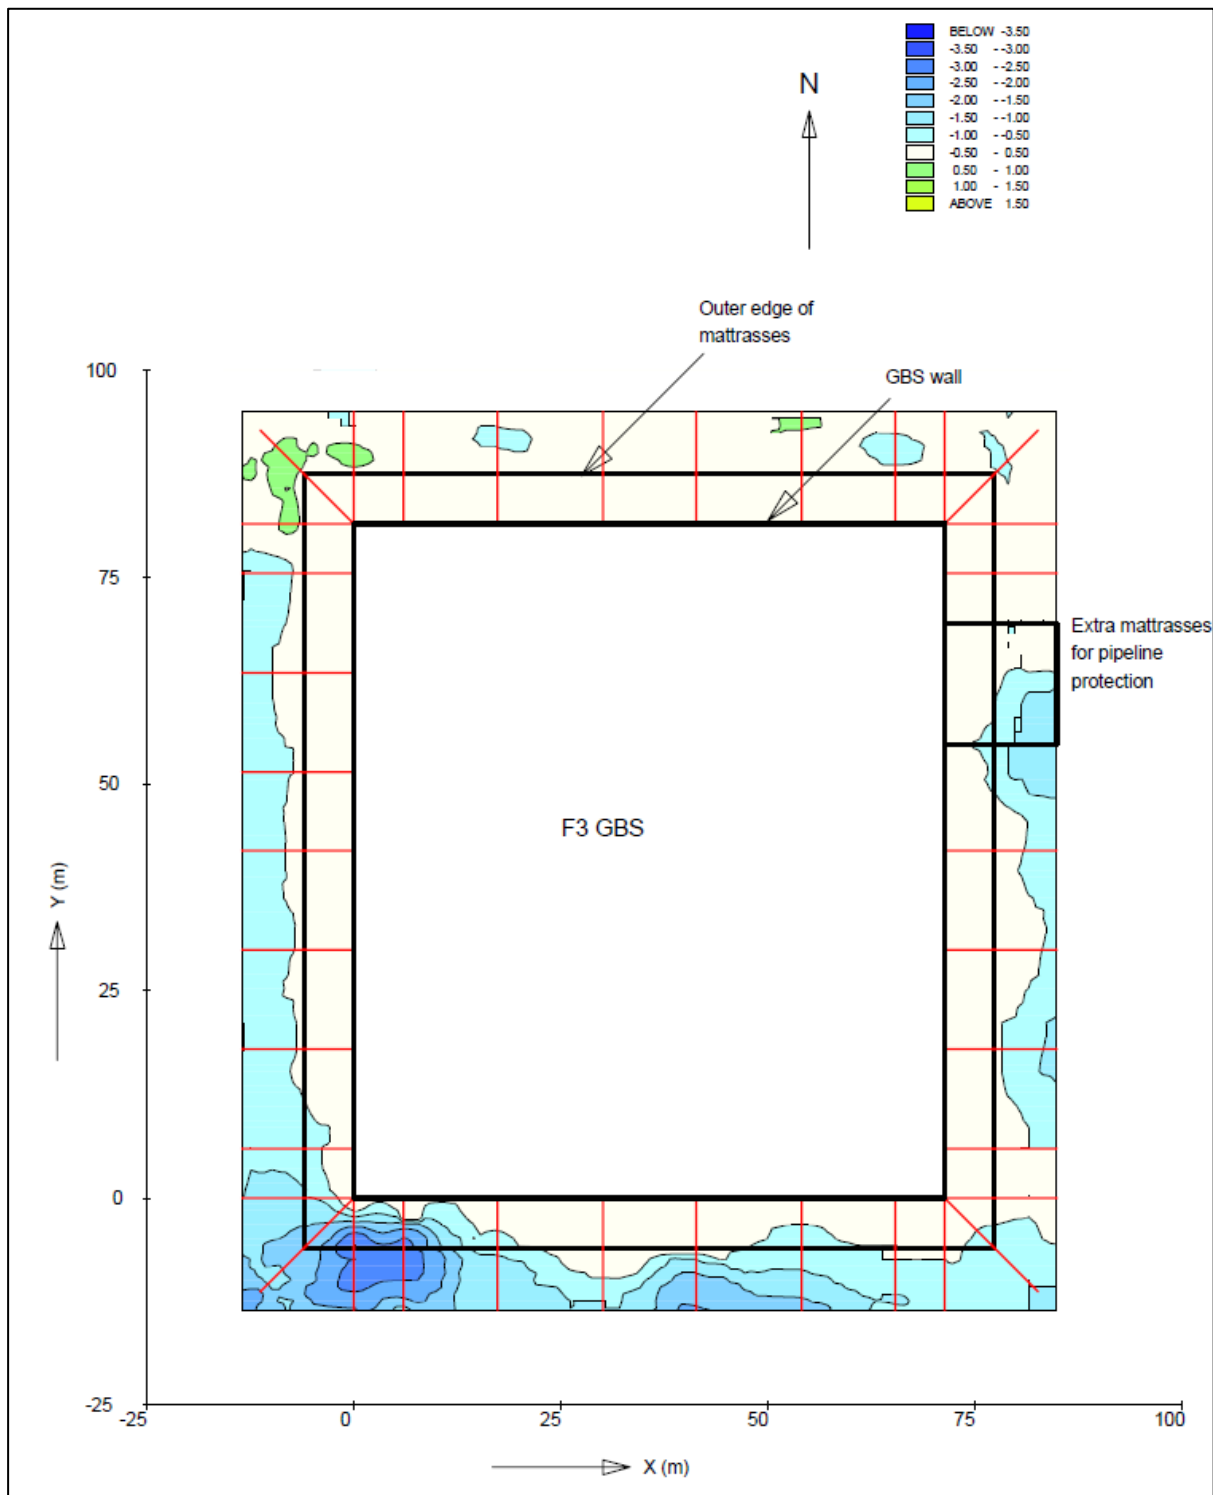 BELOW -3.50
-3.50 --3.00
-3.00 --2.50
-2.50 --2.00
-2.00 --1.50
-1.50 --1.00
-1.00 --0.50
-0.50 - 0.50
0.50 - 1.00
1.00 - 1.50
ABOVE 1.50
N
Outer edge of
mattrasses
GBS wall
Extra mattrasses
for pipeline
protection
F3 GBS
100
75
50
25
0
-25
Y (m)
-25 0 25 50 75 100
X (m)